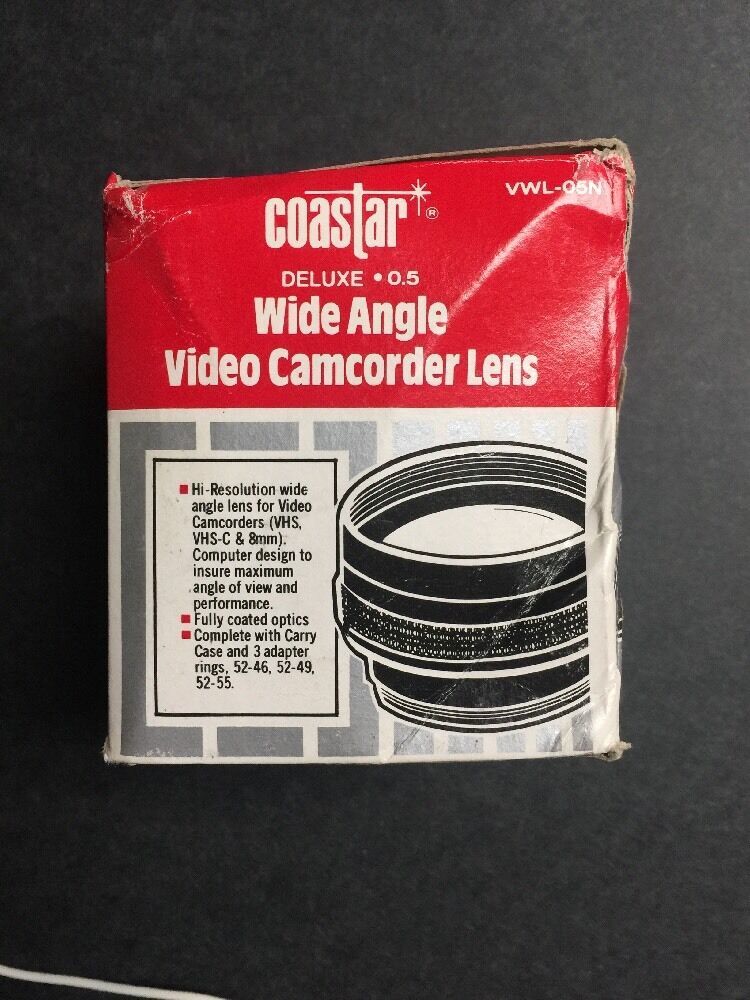 coastar®
VWL-05N
DELUXE • 0.5
Wide Angle
Video Camcorder Lens
■ Hi-Resolution wide
angle lens for Video
Camcorders (VHS,
VHS-C & 8mm).
Computer design to
insure maximum
angle of view and
performance.
■ Fully coated optics
■ Complete with Carry
Case and 3 adapter
rings, 52-46, 52-49,
52-55.